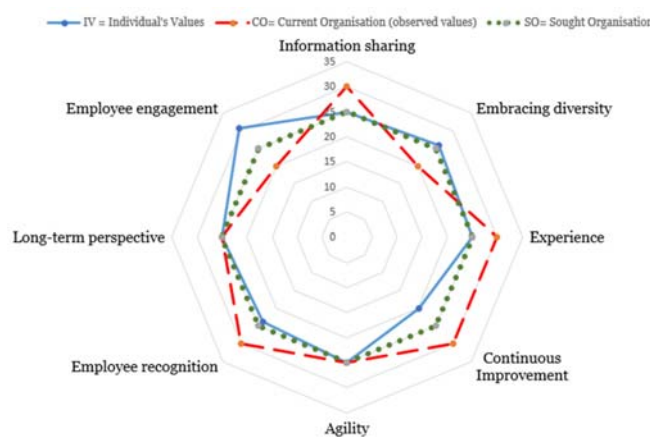 IV = Individual's Values CO= Current Organisation (observed values) SO= Sought Organisation
Information sharing
35
30
Employee engagement Embracing diversity
25
20
15
10
5
Long-term perspective 0 Experience
Employee recognition Continuous
Improvement
Agility